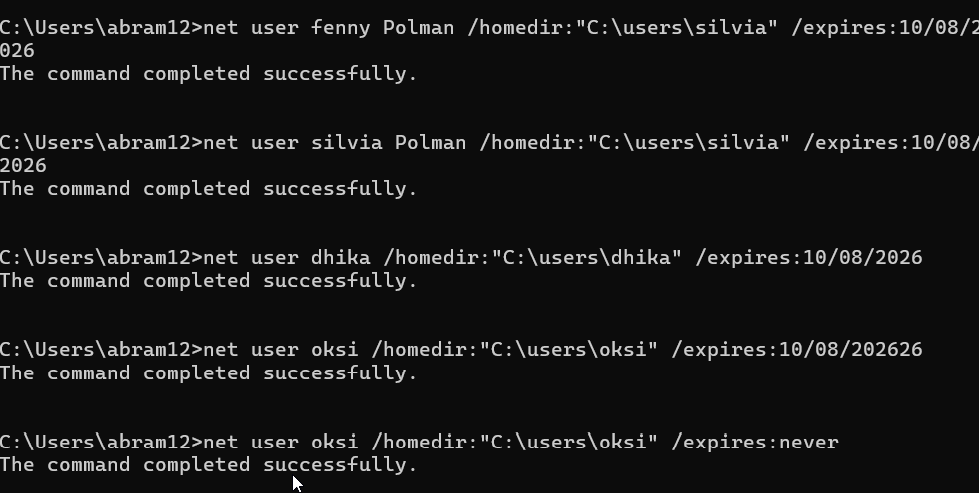 C:\Users\abram12>net user fenny Polman /homedir:"C:\users\silvia" /expires:10/08/2
026
The command completed successfully.
C:\Users\abram12>net user silvia Polman /homedir:"C:\users\silvia" /expires:10/08/
2026
The command completed successfully.
C:\Users\abram12>net user dhika /homedir:"C:\users\dhika" /expires:10/08/2026
The command completed successfully.
C:\Users\abram12>net user oksi /homedir:"C:\users\oksi" /expires:10/08/202626
The command completed successfully.
C:\Users\abram12>net user oksi /homedir:"C:\users\oksi" /expires:never
The command completed successfully.